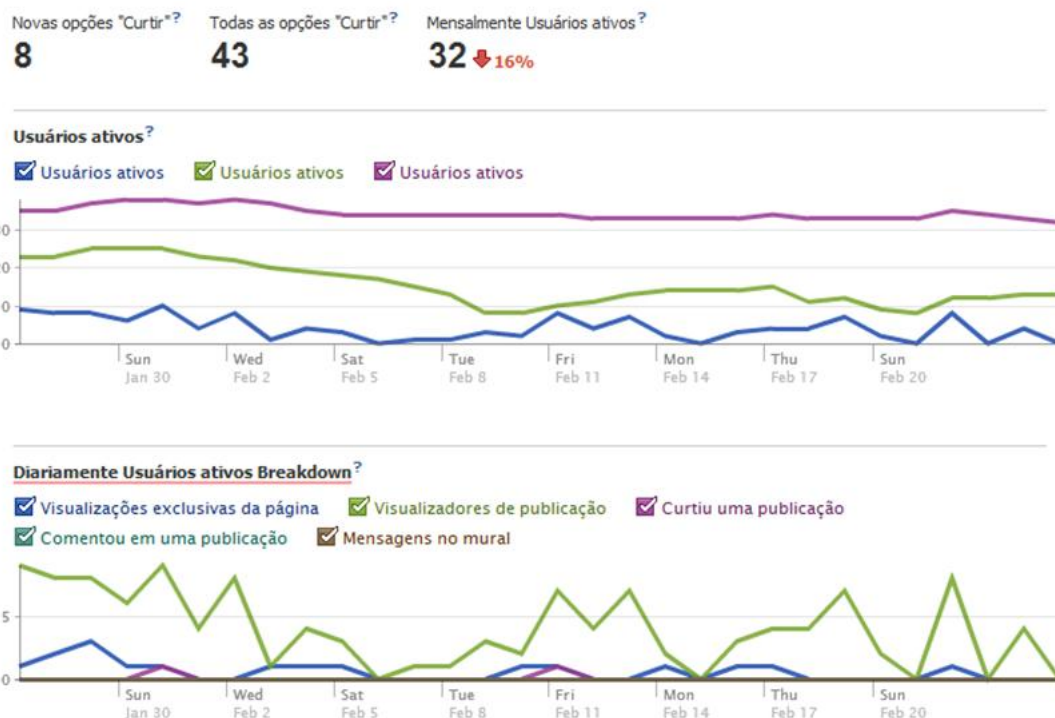 Novas opções "Curtir"? Todas as opções "Curtir"? Mensalmente Usuários ativos?
8 43 32 16%
Usuários ativos?
Usuários ativos Usuários ativos Usuários ativos
0
Sun Wed Sat Tue Fri Mon Thu Sun
Jan 30 Feb 2 Feb 5 Feb 8 Feb 11 Feb 14 Feb 17 Feb 20
Diariamente Usuários ativos Breakdown?
Visualizações exclusivas da página Visualizadores de publicação Curtiu uma publicação
Comentou em uma publicação Mensagens no mural
5
0
Sun Wed Sat Tue Fri Mon Thu Sun
Jan 30 Feb 2 Feb 5 Feb 8 Feb 11 Feb 14 Feb 17 Feb 20